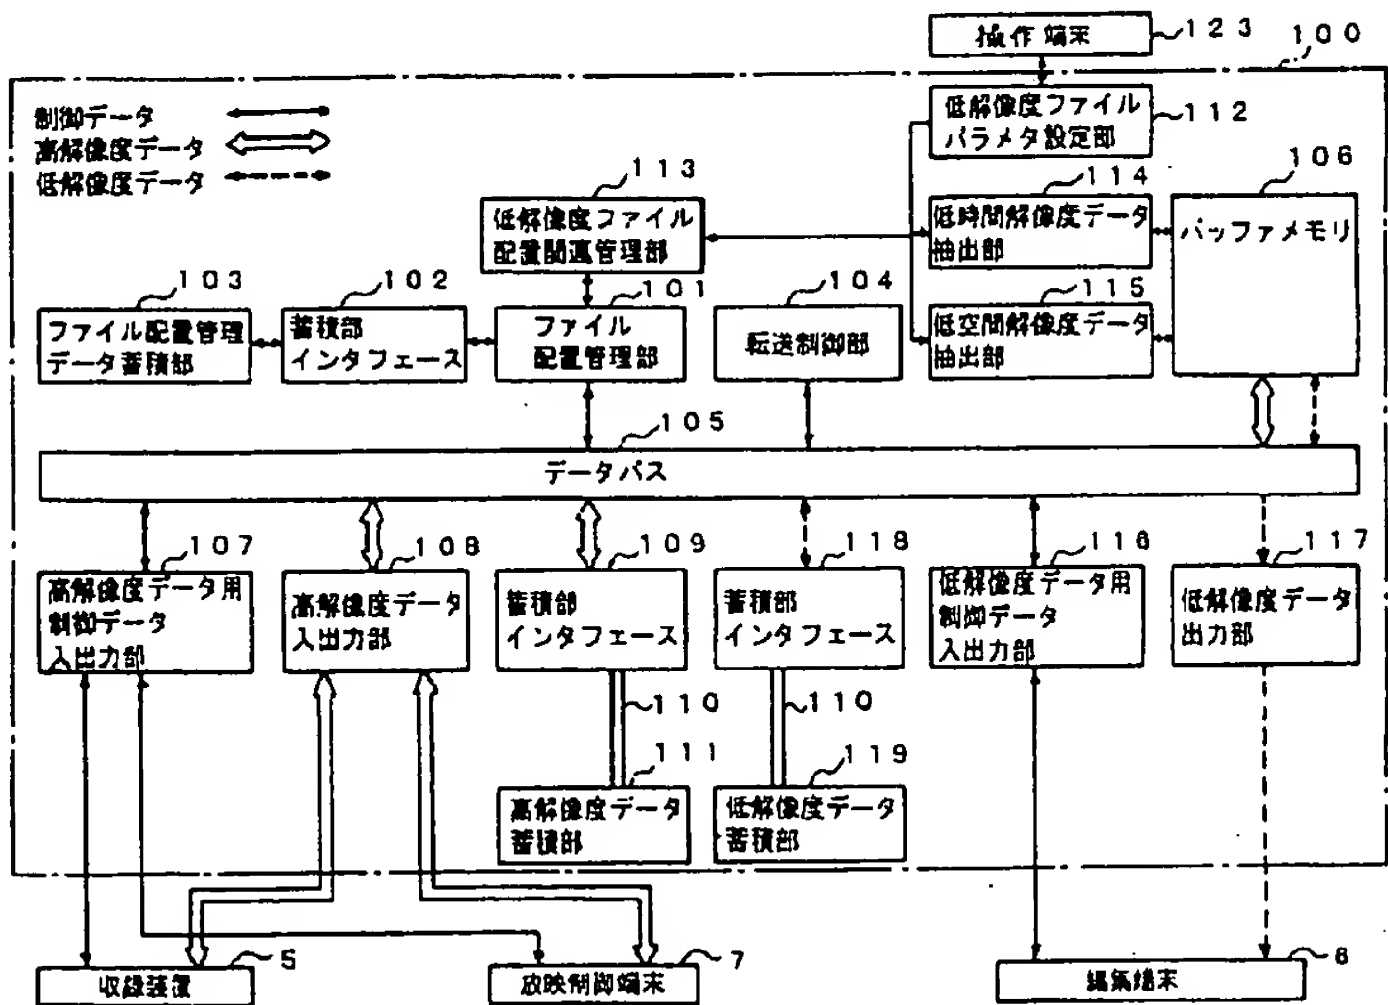 操作端末
123
100
制御データ
高解像度データ
低解像度データ
低解像度ファイル
パラメタ設定部
112
113
低解像度ファイル
配置関連管理部
114
低時間解像度データ
抽出部
106
バッファメモリ
103
ファイル配置管理
データ蓄積部
102
蓄積部
インタフェース
101
ファイル
配置管理部
104
転送制御部
115
低空間解像度データ
抽出部
105
データバス
107
高解像度データ用
制御データ
入出力部
108
高解像度データ
入出力部
109
蓄積部
インタフェース
118
蓄積部
インタフェース
116
低解像度データ用
制御データ
入出力部
117
低解像度データ
出力部
110
110
111
高解像度データ
蓄積部
119
低解像度データ
蓄積部
5
収録装置
7
放映制御端末
6
編集端末